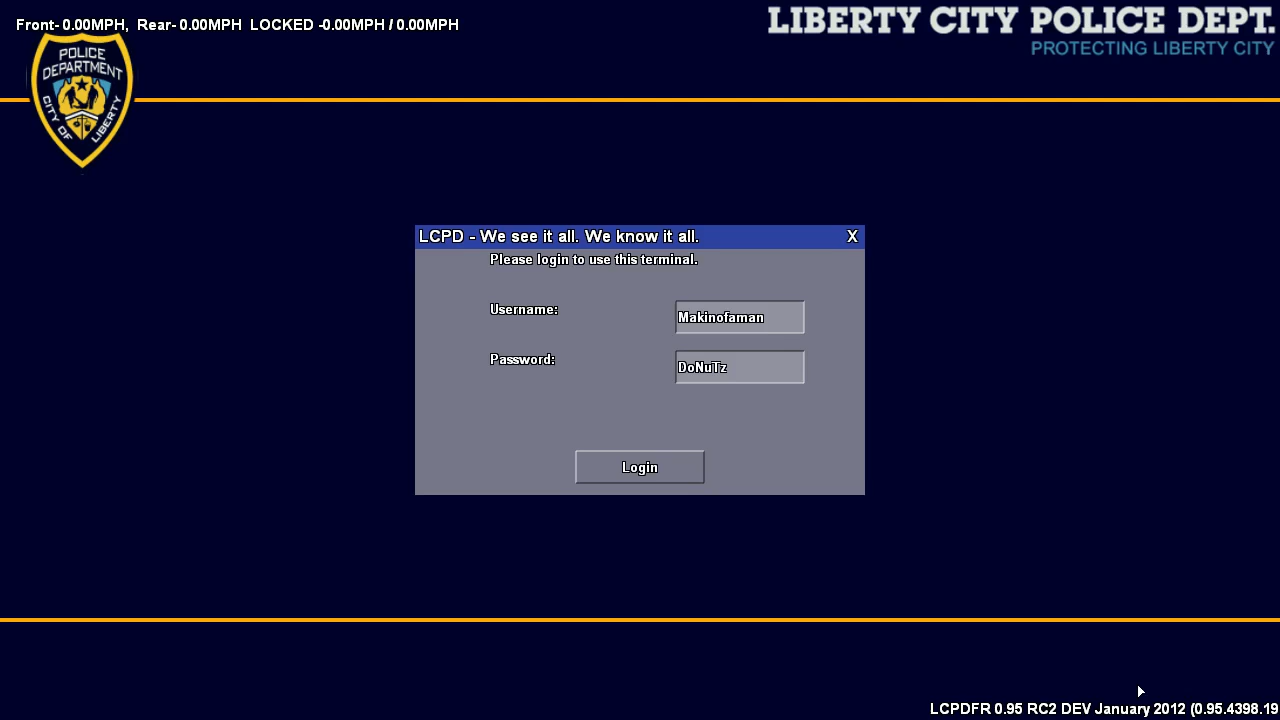 Front- 0.00MPH, Rear- 0.00MPH LOCKED -0.00MPH / 0.00MPH
LIBERTY CITY POLICE DEPT.
PROTECTING LIBERTY CITY
POLICE
DEPARTMENT
CITY OF LIBERTY
LCPD - We see it all. We know it all. X
Please login to use this terminal.
Username: Makinofaman
Password: DoNuTz
Login
LCPDFR 0.95 RC2 DEV January 2012 (0.95.4398.19